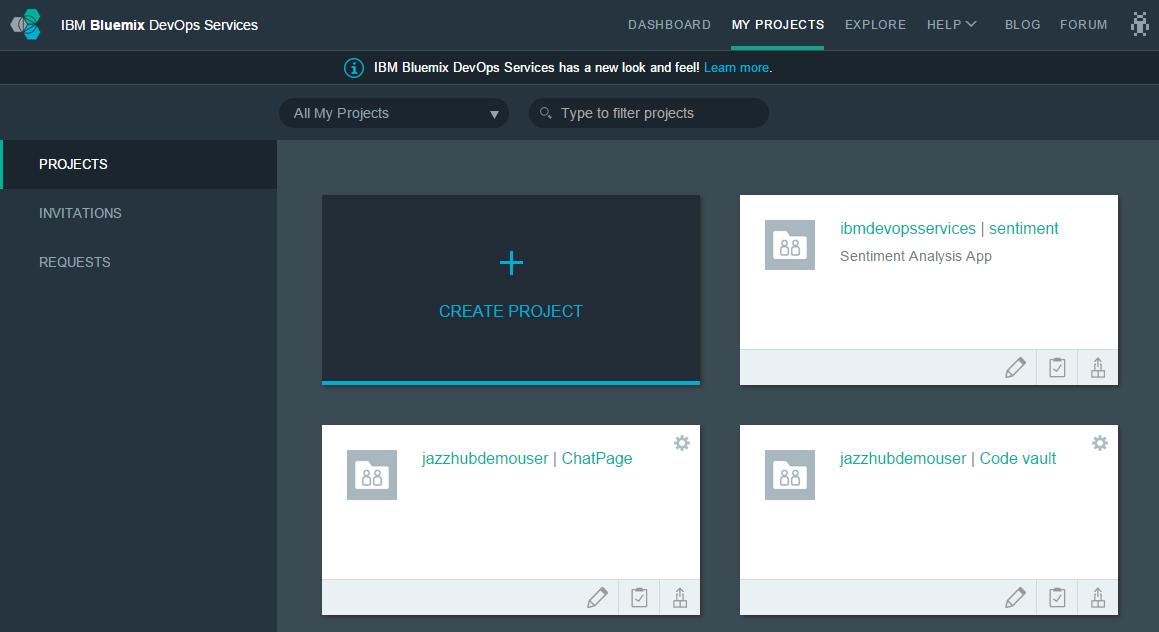 IBM Bluemix DevOps Services
DASHBOARD
MY PROJECTS
EXPLORE
HELP
BLOG
FORUM
IBM Bluemix DevOps Services has a new look and feel! Learn more.
All My Projects
Type to filter projects
PROJECTS
INVITATIONS
REQUESTS
CREATE PROJECT
ibmdevopsservices | sentiment
Sentiment Analysis App
jazzhubdemouser | ChatPage
jazzhubdemouser | Code vault